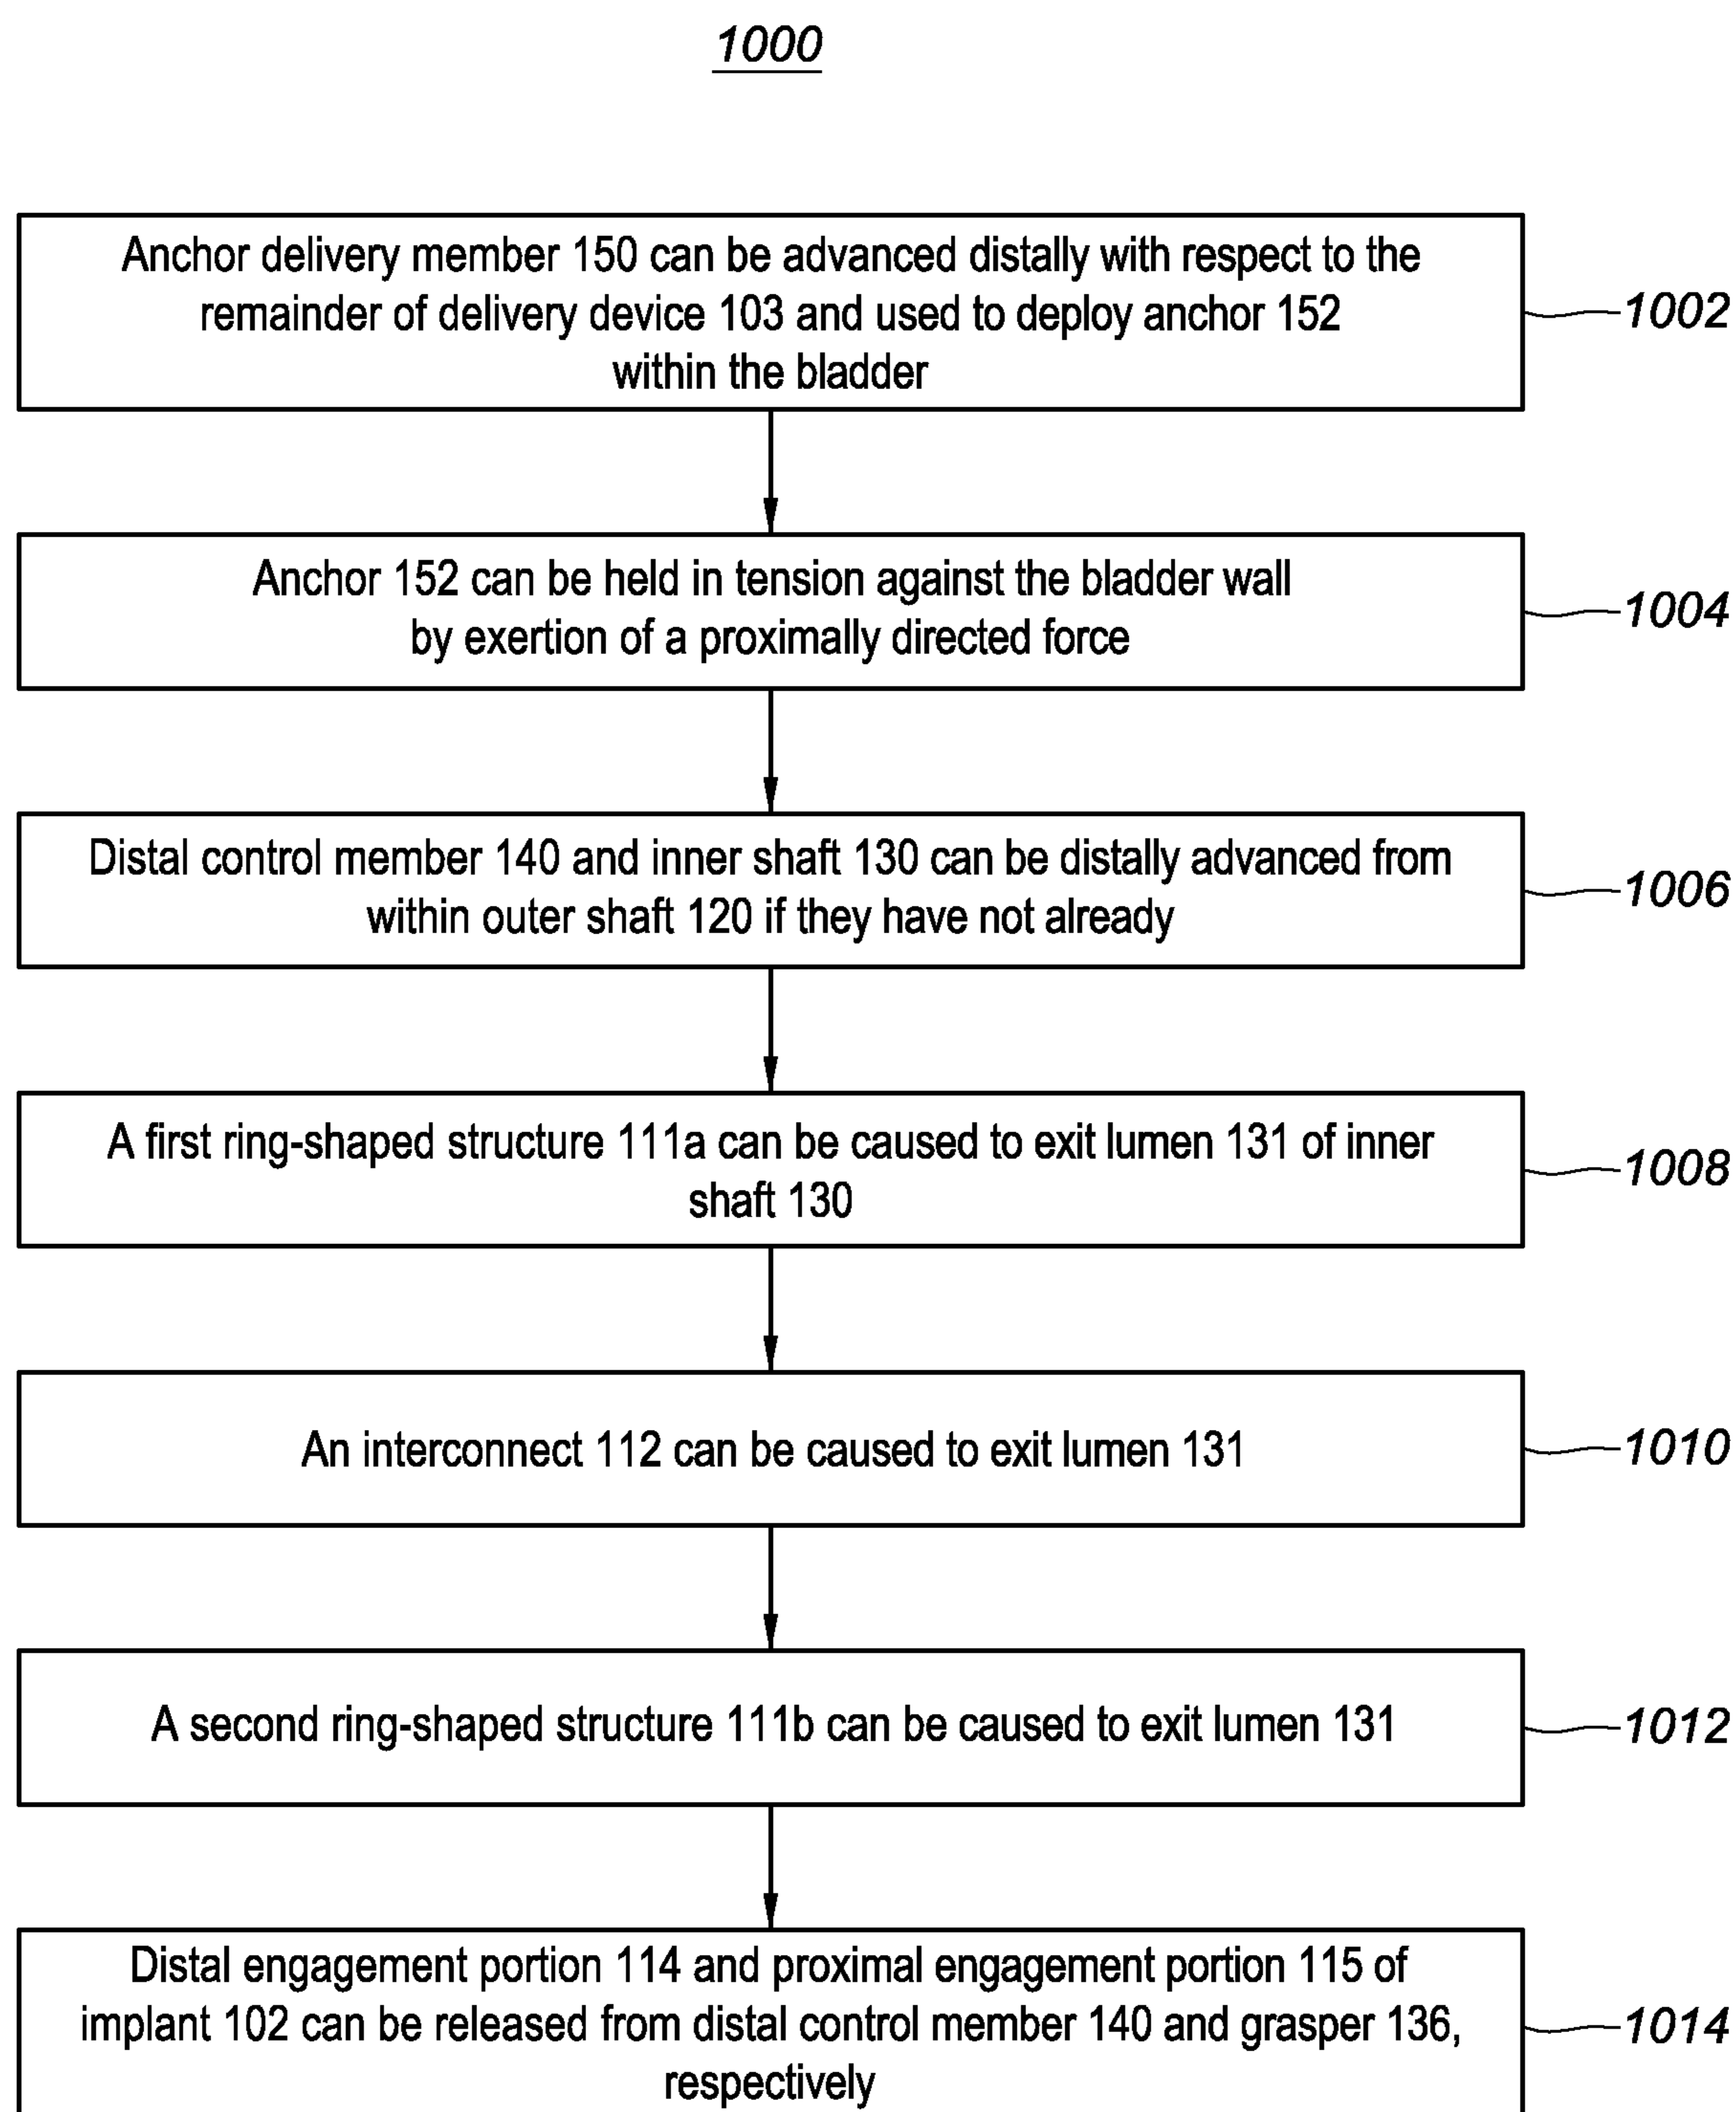 1000
Anchor delivery member 150 can be advanced distally with respect to the
remainder of delivery device 103 and used to deploy anchor 152
within the bladder
1002
Anchor 152 can be held in tension against the bladder wall
by exertion of a proximally directed force
1004
Distal control member 140 and inner shaft 130 can be distally advanced from
within outer shaft 120 if they have not already
1006
A first ring-shaped structure 111a can be caused to exit lumen 131 of inner
shaft 130
1008
An interconnect 112 can be caused to exit lumen 131
1010
A second ring-shaped structure 111b can be caused to exit lumen 131
1012
Distal engagement portion 114 and proximal engagement portion 115 of
implant 102 can be released from distal control member 140 and grasper 136,
respectively
1014